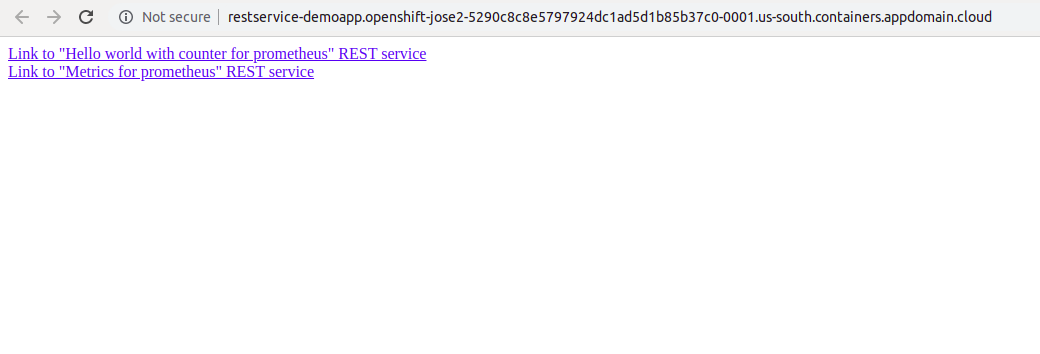 Not secure restservice-demoapp.openshift-jose2-5290c8c8e5797924dc1ad5d1b85b37c0-0001.us-south.containers.appdomain.cloud
Link to "Hello world with counter for prometheus" REST service
Link to "Metrics for prometheus" REST service